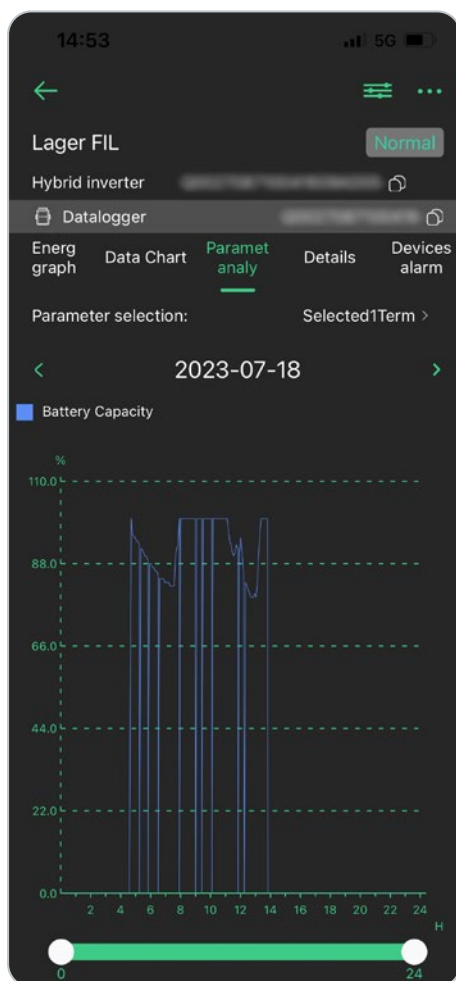 14:53 5G
Lager FIL Normal
Hybrid inverter
Datalogger
Energ graph Data Chart Paramet analy Details Devices alarm
Parameter selection: Selected1Term >
< 2023-07-18 >
Battery Capacity
%
110.0
88.0
66.0
44.0
22.0
0.0
2 4 6 8 10 12 14 16 18 20 22 24
H
0 24